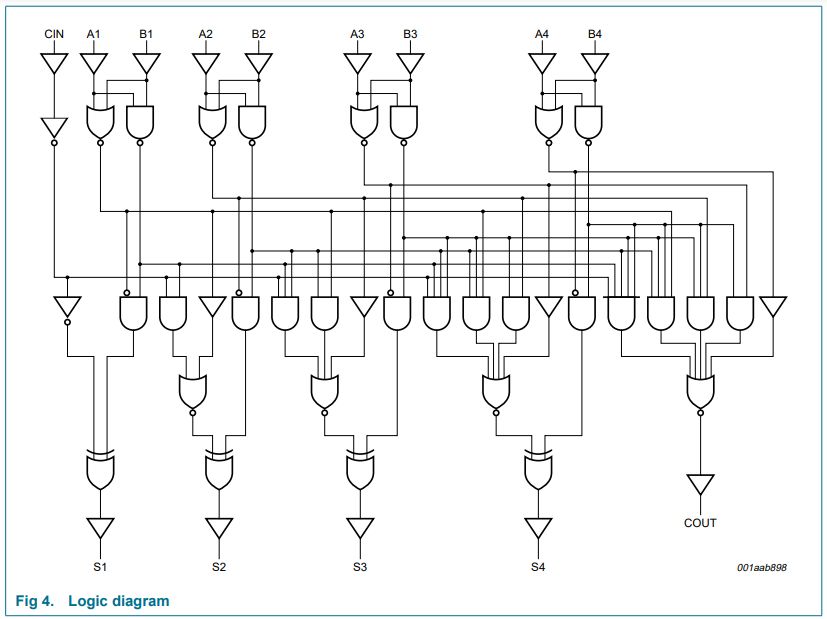 CIN A1 B1 A2 B2 A3 B3 A4 B4
COUT
S1 S2 S3 S4 001aab898
Fig 4. Logic diagram